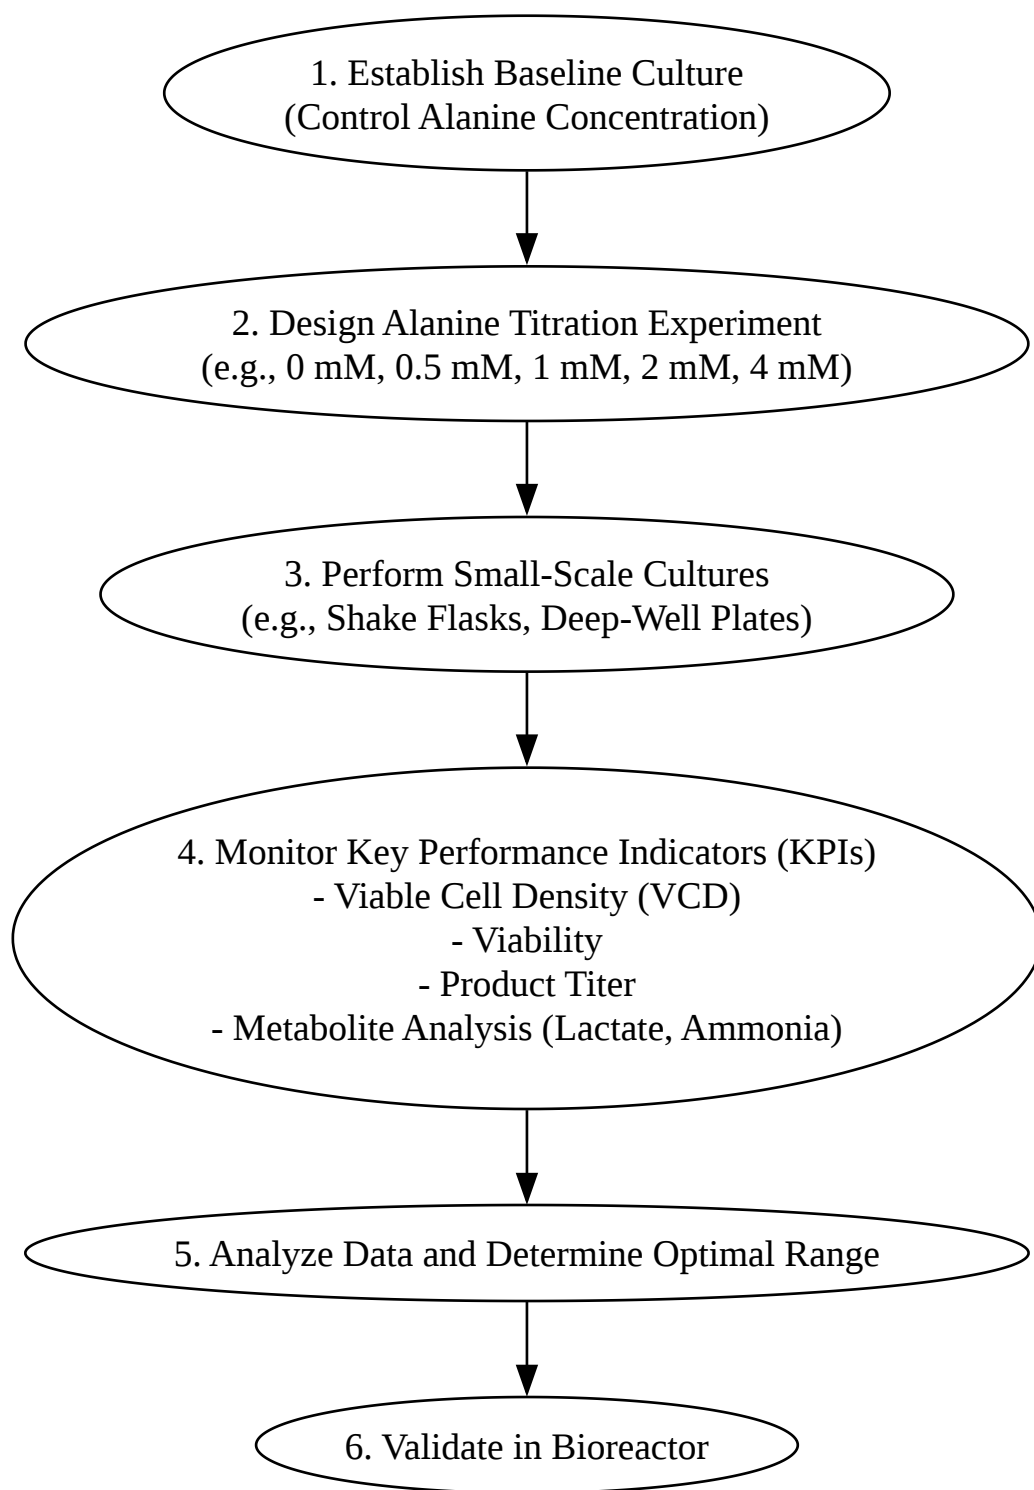 1. Establish Baseline Culture
(Control Alanine Concentration)
2. Design Alanine Titration Experiment
(e.g., 0 mM, 0.5 mM, 1 mM, 2 mM, 4 mM)
3. Perform Small-Scale Cultures
(e.g., Shake Flasks, Deep-Well Plates)
4. Monitor Key Performance Indicators (KPIs)
- Viable Cell Density (VCD)
- Viability
- Product Titer
- Metabolite Analysis (Lactate, Ammonia)
5. Analyze Data and Determine Optimal Range
6. Validate in Bioreactor